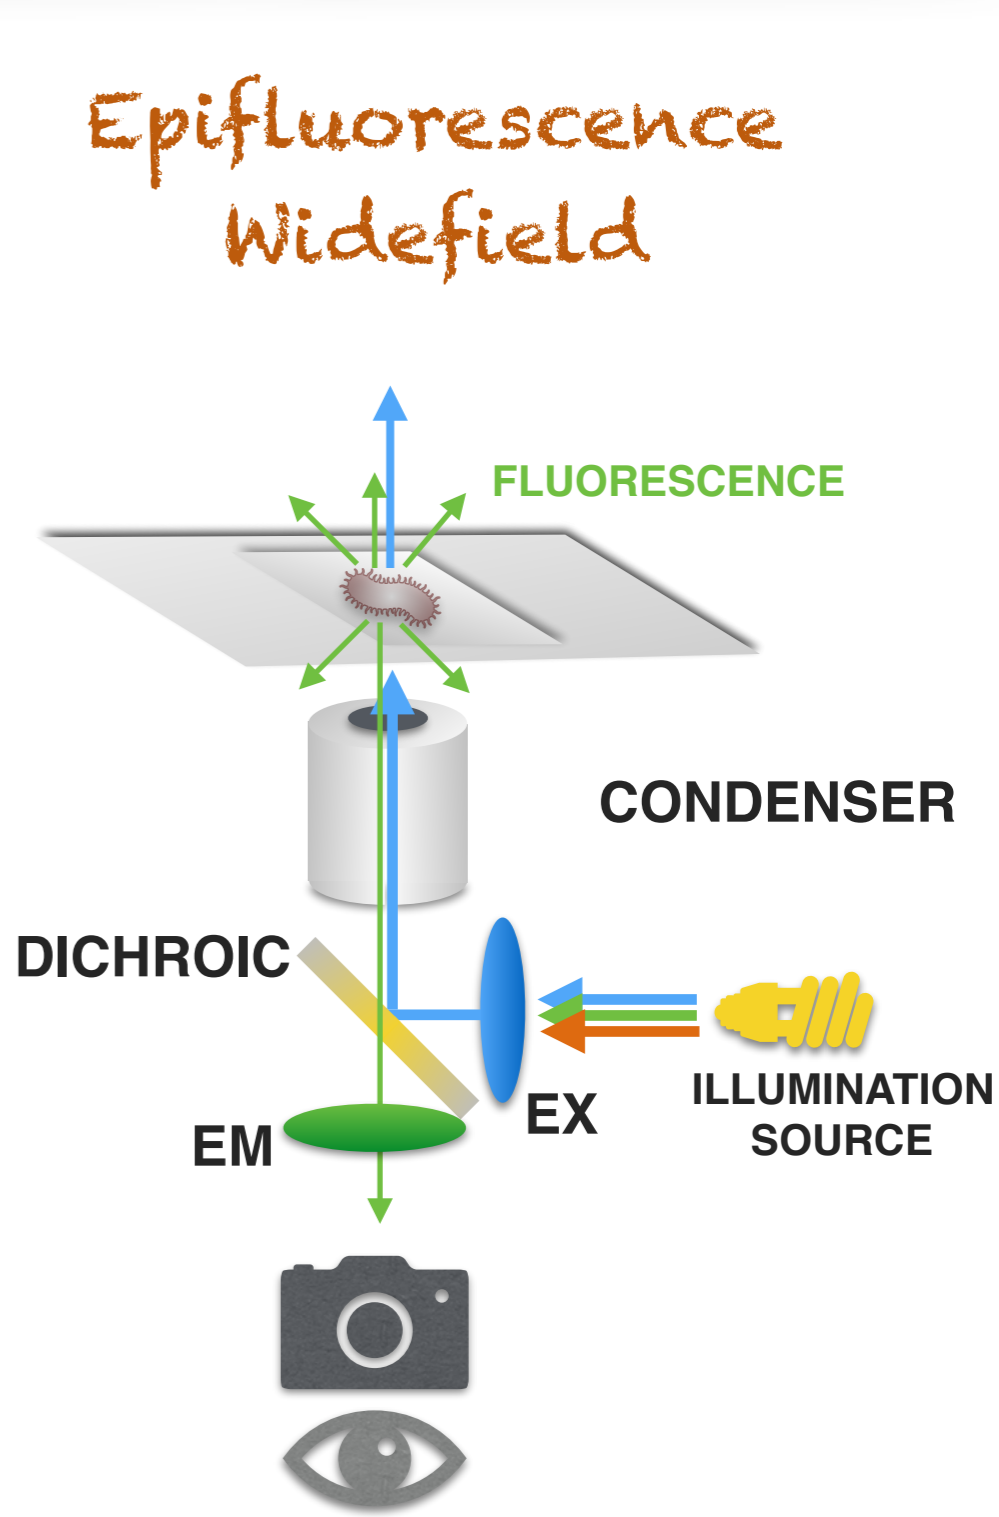 Epifluorescence
Widefield
FLUORESCENCE
CONDENSER
DICHROIC
EX
ILLUMINATION
SOURCE
EM